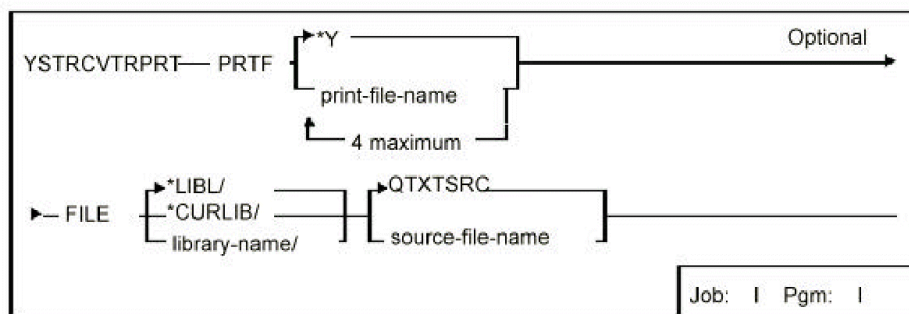 *Y
Optional
YSTRCVTRPRT PRTF
print-file-name
4 maximum
*LIBL/
QTXTSRC
FILE
*CURLIB/
library-name/
source-file-name
Job: I Pgm: I